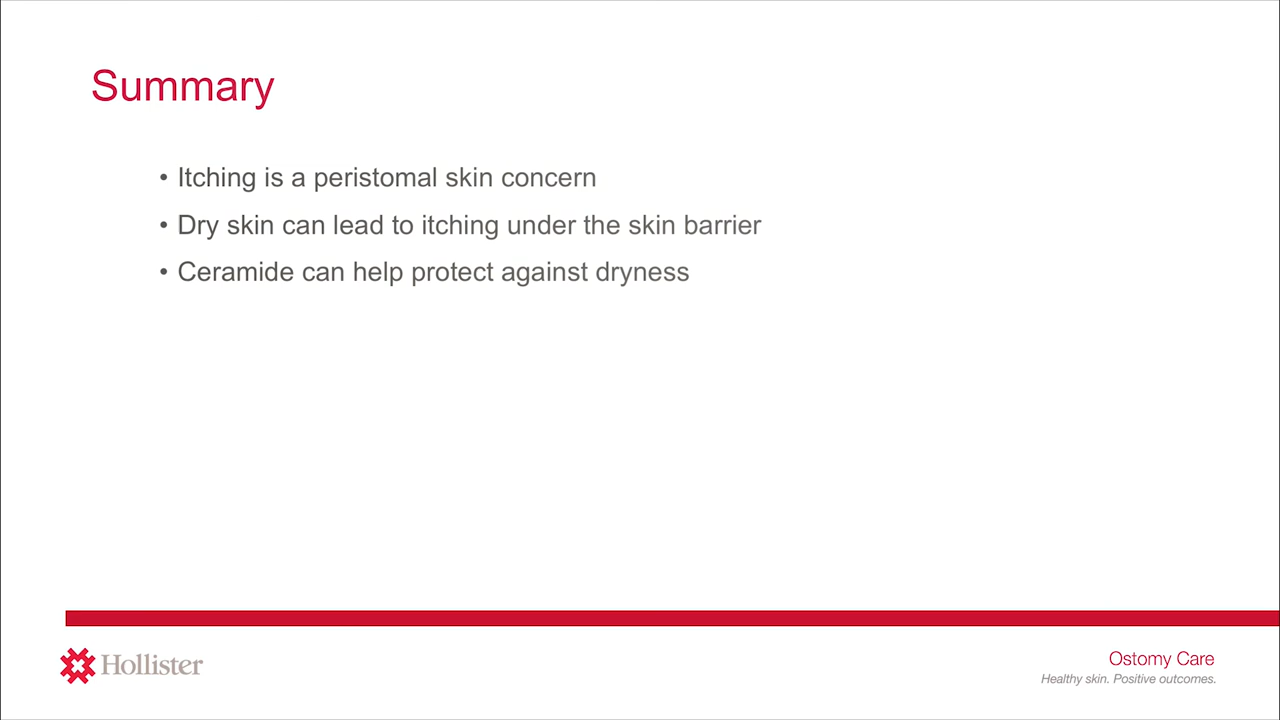 Summary
• Itching is a peristomal skin concern
• Dry skin can lead to itching under the skin barrier
• Ceramide can help protect against dryness
Hollister
Ostomy Care
Healthy skin. Positive outcomes.